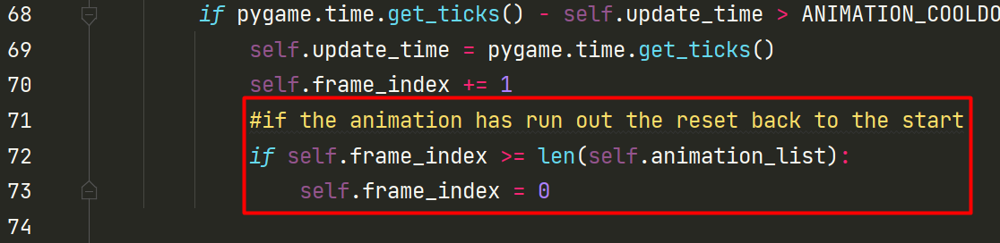 68 if pygame.time.get_ticks() - self.update_time > ANIMATION_COOLDO
69 self.update_time = pygame.time.get_ticks()
70 self.frame_index += 1
71 #if the animation has run out the reset back to the start
72 if self.frame_index >= len(self.animation_list):
73 self.frame_index = 0
74